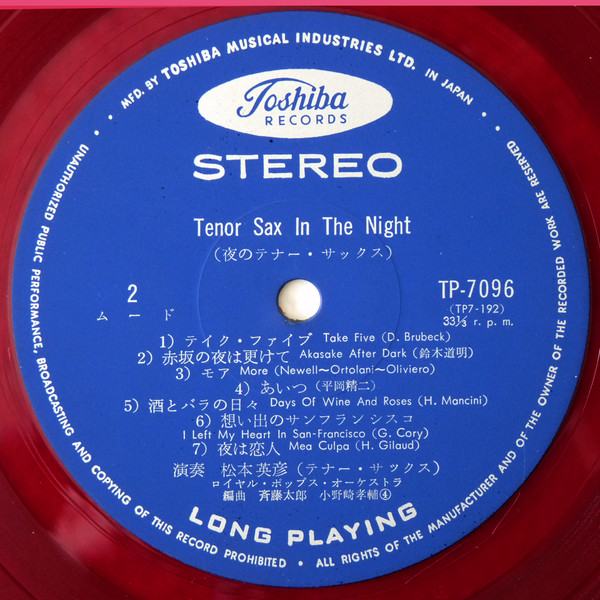 MFD. BY TOSHIBA MUSICAL INDUSTRIES LTD. IN JAPAN
Toshiba
RECORDS
STEREO
Tenor Sax In The Night
(夜のテナー・サックス)
2
ムード
TP-7096
(TP7-192)
33⅓ r. p. m.
1) テイク・ファイブ Take Five (D. Brubeck)
2) 赤坂の夜は更けて Akasake After Dark (鈴木道明)
3) モア More (Newell〜Ortolani〜Oliviero)
4) あいつ (平岡精二)
5) 酒とバラの日々 Days Of Wine And Roses (H. Mancini)
6) 想い出のサンフランシスコ
I Left My Heart In San-Francisco (G. Cory)
7) 夜は恋人 Mea Culpa (H. Gilaud)
演奏 松本英彦 (テナー・サックス)
ロイヤル・ポップス・オーケストラ
編曲 斉藤太郎 小野崎孝輔④
LONG PLAYING
UNAUTHORIZED PUBLIC PERFORMANCE, BROADCASTING AND COPYING OF THIS RECORD PROHIBITED • ALL RIGHTS OF THE MANUFACTURER AND OF THE OWNER OF THE RECORDED WORK ARE RESERVED